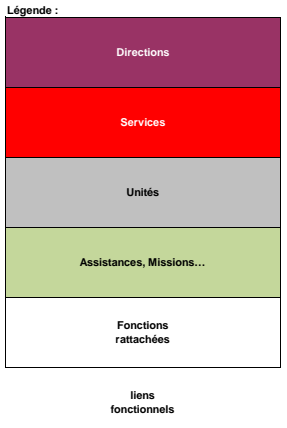 Légende :
Directions
Services
Unités
Assistances, Missions...
Fonctions
rattachées
liens
fonctionnels